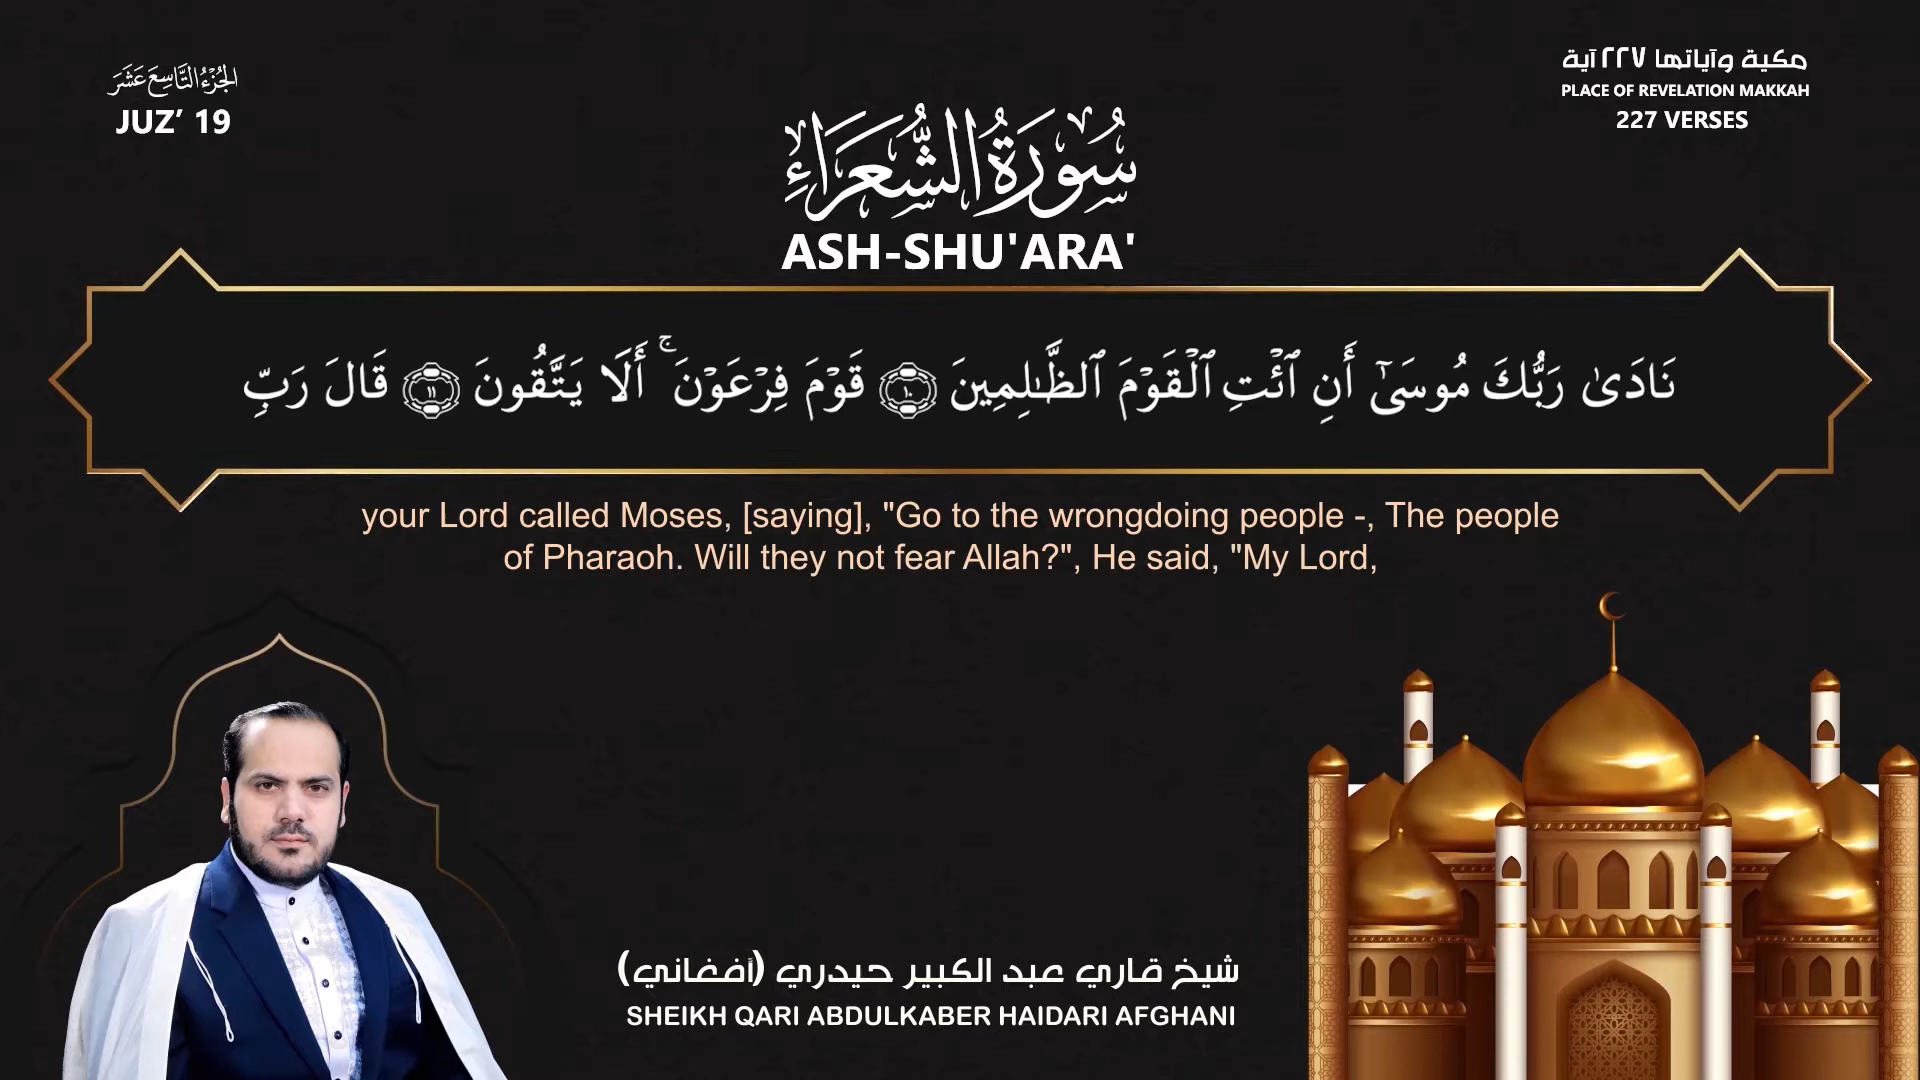 الجُزْءُ التَّاسِعَ عَشَرَ
JUZ’ 19
مكية وآياتها ٢٢٧ آية
PLACE OF REVELATION MAKKAH
227 VERSES
سُورَةُ الشُّعَرَاءِ
ASH-SHU'ARA'
نَادَىٰ رَبُّكَ مُوسَىٰٓ أَنِ ٱئْتِ ٱلْقَوْمَ ٱلظَّٰلِمِينَ ١٠ قَوْمَ فِرْعَوْنَ ۚ أَلَا يَتَّقُونَ ١١ قَالَ رَبِّ
your Lord called Moses, [saying], "Go to the wrongdoing people -, The people
of Pharaoh. Will they not fear Allah?", He said, "My Lord,
شيخ قاري عبد الكبير حيدري (أفغاني)
SHEIKH QARI ABDULKABER HAIDARI AFGHANI